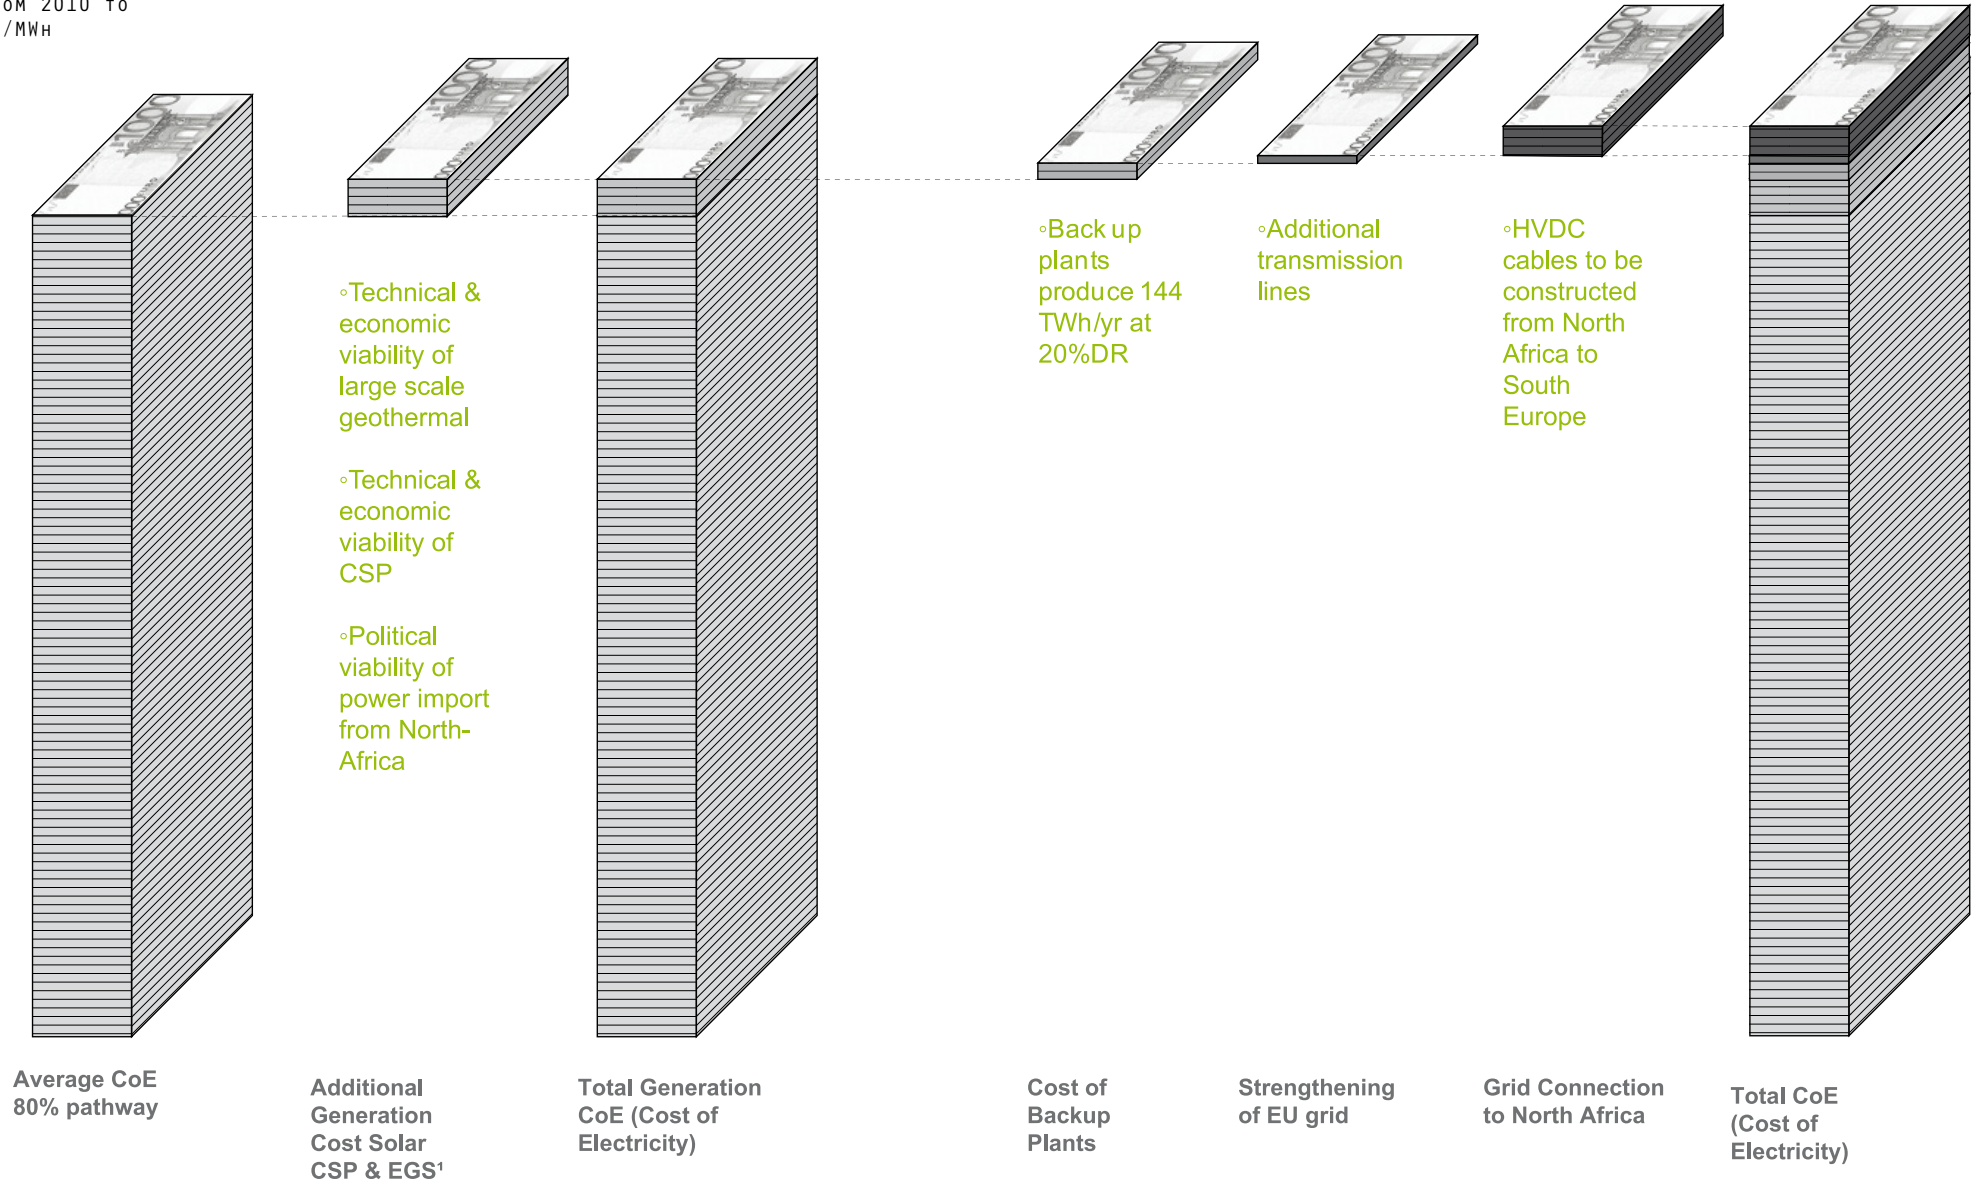 OM 2010 TO
/MWH
◦Technical &
economic
viability of
large scale
geothermal
◦Technical &
economic
viability of
CSP
◦Political
viability of
power import
from North-
Africa
◦Back up
plants
produce 144
TWh/yr at
20%DR
◦Additional
transmission
lines
◦HVDC
cables to be
constructed
from North
Africa to
South
Europe
Average CoE
80% pathway
Additional
Generation
Cost Solar
CSP & EGS¹
Total Generation
CoE (Cost of
Electricity)
Cost of
Backup
Plants
Strengthening
of EU grid
Grid Connection
to North Africa
Total CoE
(Cost of
Electricity)